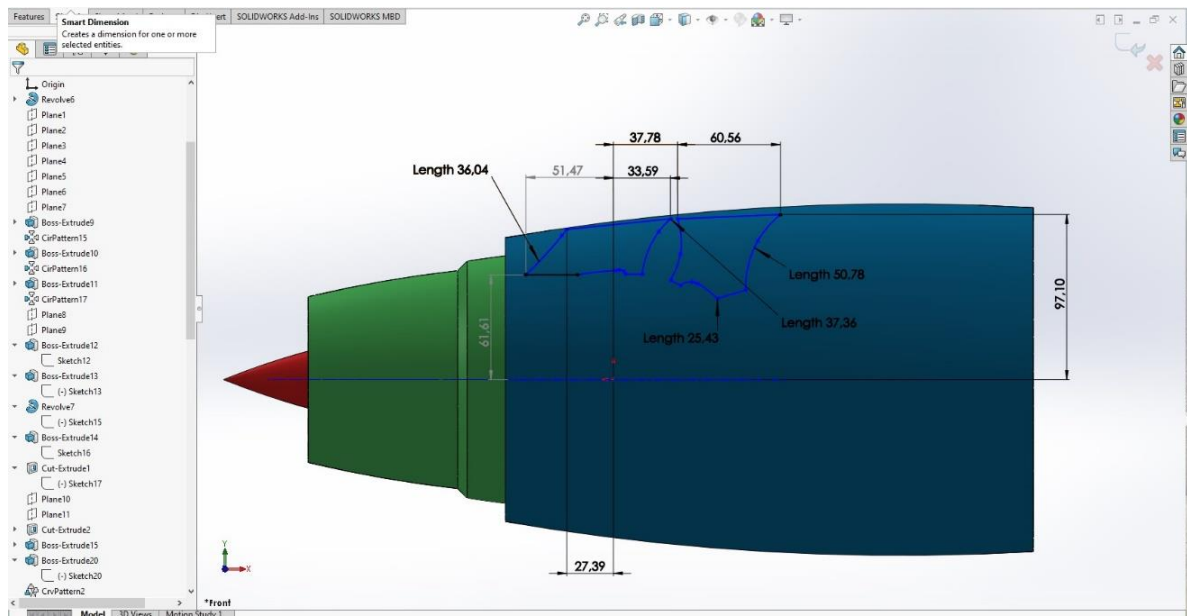 Features
ert
SOLIDWORKS Add-Ins
SOLIDWORKS MBD
Smart Dimension
Creates a dimension for one or more
selected entities.
Origin
Revolve6
Plane1
Plane2
Plane3
Plane4
Plane5
Plane6
Plane7
Boss-Extrude9
CirPattern15
Boss-Extrude10
CirPattern16
Boss-Extrude11
CirPattern17
Plane8
Plane9
Boss-Extrude12
Sketch12
Boss-Extrude13
(-) Sketch13
Revolve7
(-) Sketch15
Boss-Extrude14
Sketch16
Cut-Extrude1
(-) Sketch17
Plane10
Plane11
Cut-Extrude2
Boss-Extrude15
Boss-Extrude20
(-) Sketch20
CrvPattern2
37,78
60,56
Length 36,04
51,47
33,59
Length 50,78
97,10
Length 37,36
61,61
Length 25,43
27,39
Y
X
*Front
Model
3D Views
Motion Study 1